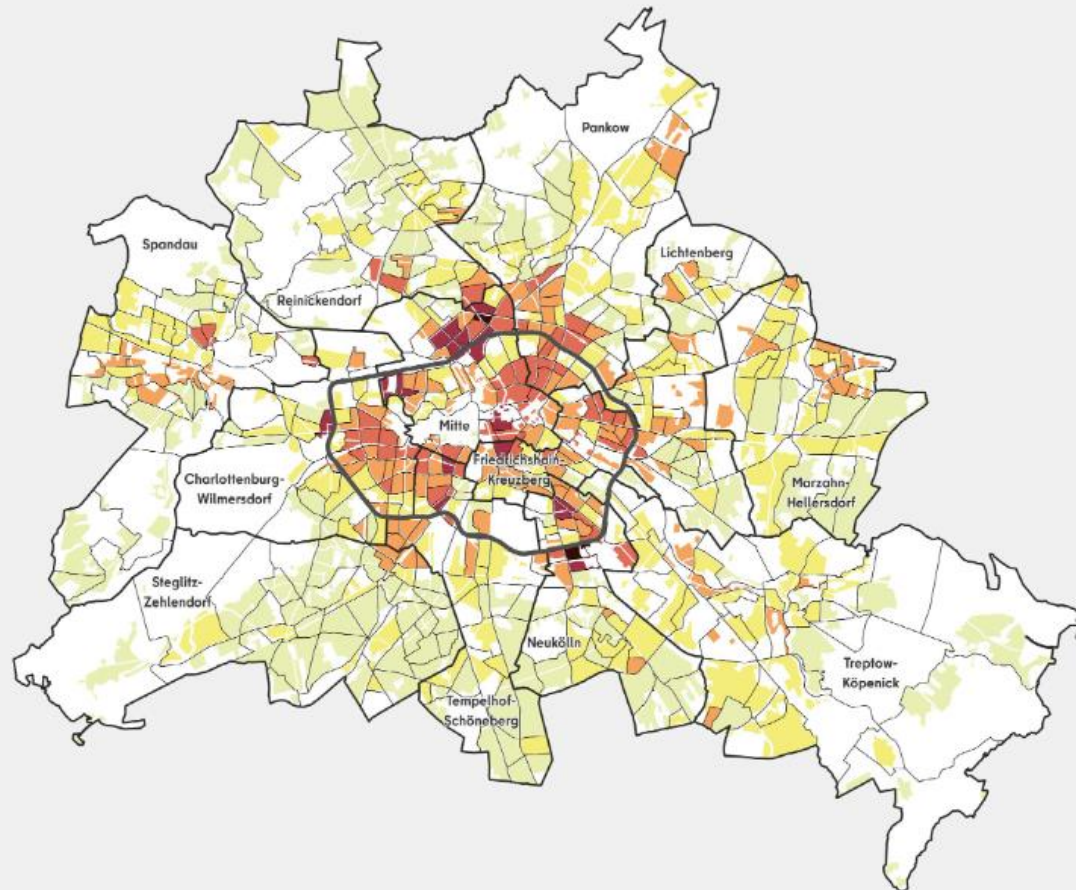 Pankow
Spandau
Lichtenberg
Reinickendorf
Mitte
Friedrichshain-
Kreuzberg
Charlottenburg-
Wilmersdorf
Marzahn-
Hellersdorf
Steglitz-
Zehlendorf
Neukölln
Treptow-
Köpenick
Tempelhof-
Schöneberg